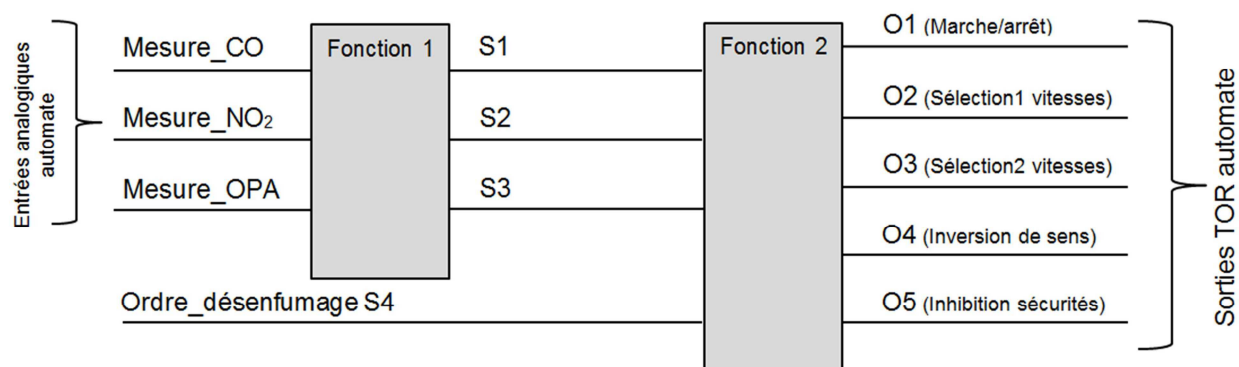 Entrées analogiques
automate
Mesure_CO
Mesure_NO₂
Mesure_OPA
Ordre_désenfumage S4
Fonction 1
S1
S2
S3
Fonction 2
O1 (Marche/arrêt)
O2 (Sélection1 vitesses)
O3 (Sélection2 vitesses)
O4 (Inversion de sens)
O5 (Inhibition sécurités)
Sorties TOR automate